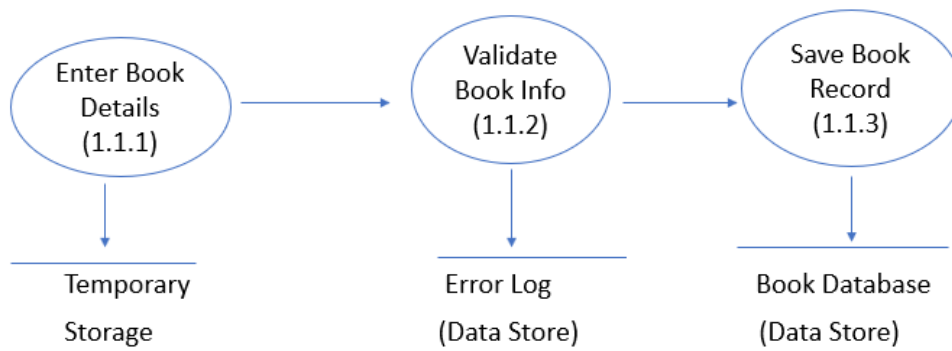 Enter Book
Details
(1.1.1)
Validate
Book Info
(1.1.2)
Save Book
Record
(1.1.3)
Temporary
Storage
Error Log
(Data Store)
Book Database
(Data Store)